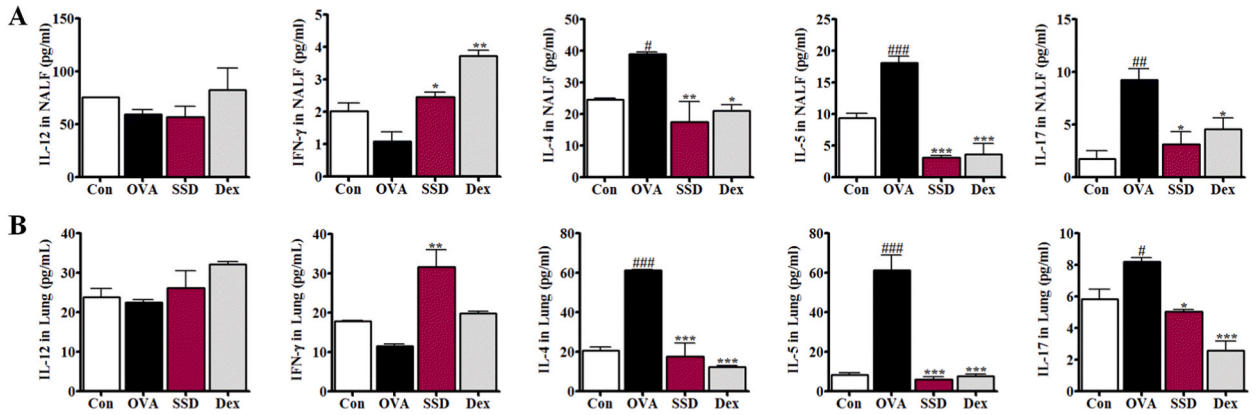 A
IL-12 in NALF (pg/ml)
150
100
50
0
Con OVA SSD Dex
IFN-γ in NALF (pg/ml)
5
4
3
2
1
0
* **
Con OVA SSD Dex
IL-4 in NALF (pg/ml)
50
40
30
20
10
0
# ** *
Con OVA SSD Dex
IL-5 in NALF (pg/ml)
25
20
15
10
5
0
### *** ***
Con OVA SSD Dex
IL-17 in NALF (pg/ml)
15
10
5
0
## * *
Con OVA SSD Dex
B
IL-12 in Lung (pg/mL)
40
30
20
10
0
Con OVA SSD Dex
IFN-γ in Lung (pg/mL)
40
30
20
10
0
**
Con OVA SSD Dex
IL-4 in Lung (pg/ml)
80
60
40
20
0
### *** ***
Con OVA SSD Dex
IL-5 in Lung (pg/ml)
80
60
40
20
0
### *** ***
Con OVA SSD Dex
IL-17 in Lung (pg/ml)
10
8
6
4
2
0
# * ***
Con OVA SSD Dex